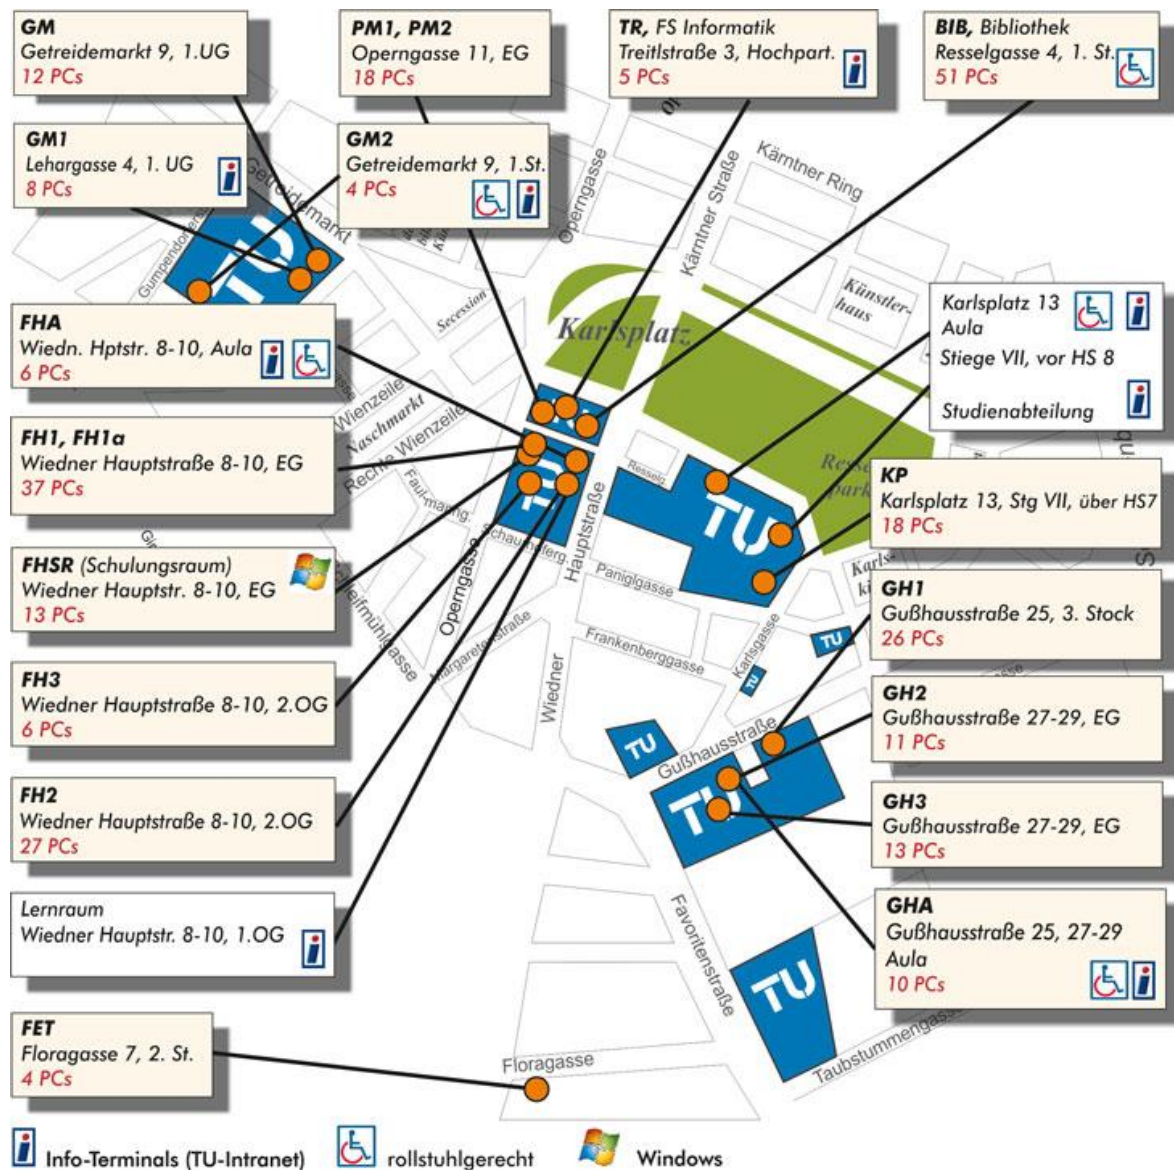 GM
Getreidemarkt 9, 1.UG
12 PCs
PM1, PM2
Operngasse 11, EG
18 PCs
TR, FS Informatik
Treitlstraße 3, Hochpart.
5 PCs
BIB, Bibliothek
Resselgasse 4, 1. St.
51 PCs
GM1
Lehargasse 4, 1. UG
8 PCs
GM2
Getreidemarkt 9, 1.St.
4 PCs
Getreidemarkt
Operngasse
Kärntner Straße
Kärntner Ring
TU
Secession
Karlsplatz
Künstler-
haus
Karlsplatz 13
Aula
Stiege VII, vor HS 8
Studienabteilung
FHA
Wiedn. Hptstr. 8-10, Aula
6 PCs
Wienzeile
Naschmarkt
Rechte Wienzeile
FH1, FH1a
Wiedner Hauptstraße 8-10, EG
37 PCs
Resselg.
TU
KP
Karlsplatz 13, Stg VII, über HS7
18 PCs
Operngasse
Hauptstraße
Paniglgasse
FHSR (Schulungsraum)
Wiedner Hauptstr. 8-10, EG
13 PCs
Margaretenstraße
Frankenberggasse
Karlsgasse
TU
TU
GH1
Gußhausstraße 25, 3. Stock
26 PCs
FH3
Wiedner Hauptstraße 8-10, 2.OG
6 PCs
Wiedner
TU
Gußhausstraße
GH2
Gußhausstraße 27-29, EG
11 PCs
FH2
Wiedner Hauptstraße 8-10, 2.OG
27 PCs
TU
GH3
Gußhausstraße 27-29, EG
13 PCs
Lernraum
Wiedner Hauptstr. 8-10, 1.OG
Favoritenstraße
TU
GHA
Gußhausstraße 25, 27-29
Aula
10 PCs
FET
Floragasse 7, 2. St.
4 PCs
Floragasse
Taubstummengasse
Info-Terminals (TU-Intranet)
rollstuhlgerecht
Windows